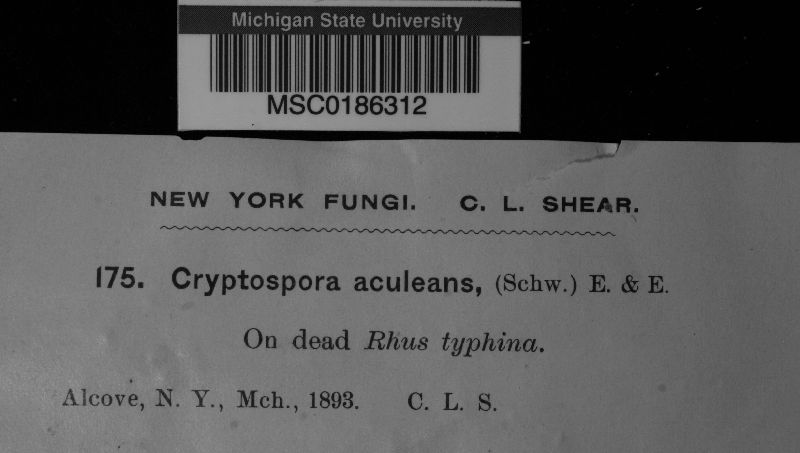 Michigan State University
MSC0186312
NEW YORK FUNGI. C. L. SHEAR.
175. Cryptospora aculeans, (Schw.) E. & E.
On dead Rhus typhina.
Alcove, N. Y., Mch., 1893. C. L. S.